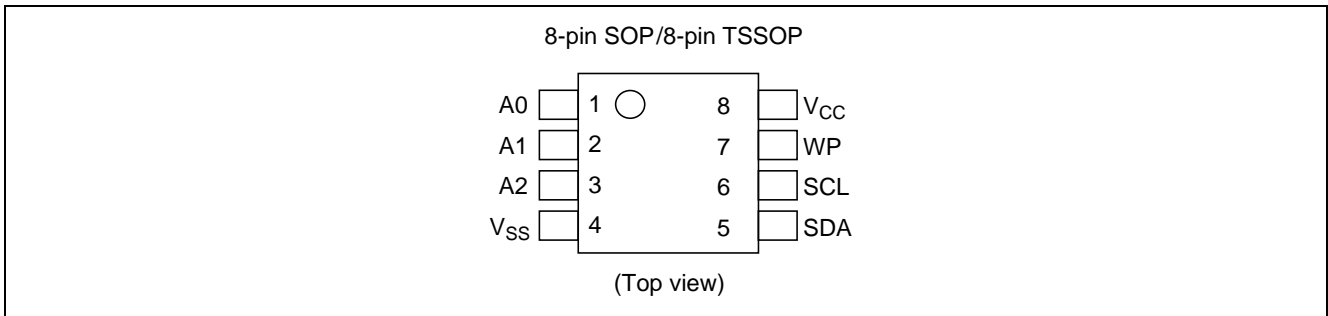 8-pin SOP/8-pin TSSOP
A0 1 8 VCC
A1 2 7 WP
A2 3 6 SCL
VSS 4 5 SDA
(Top view)